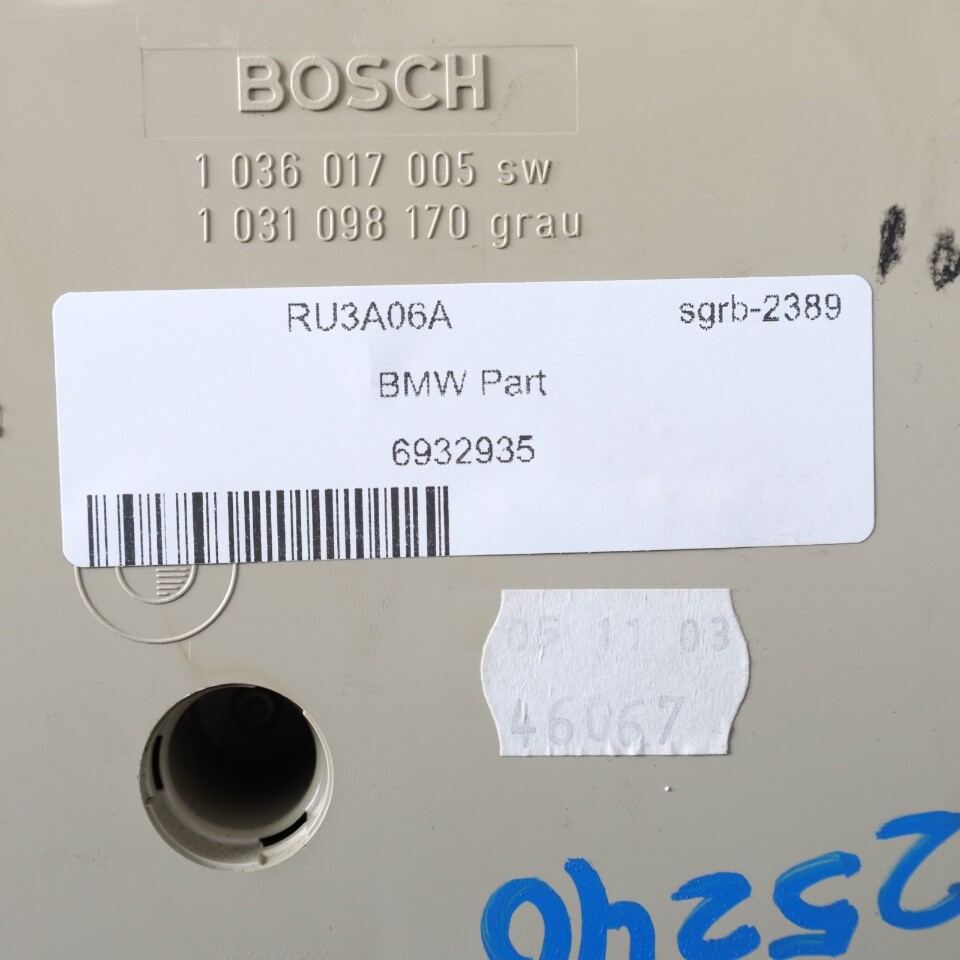 BOSCH
1 036 017 005 sw
1 031 098 170 grau
RU3A06A sgrb-2389
BMW Part
6932935
05 11 03
46067
25240